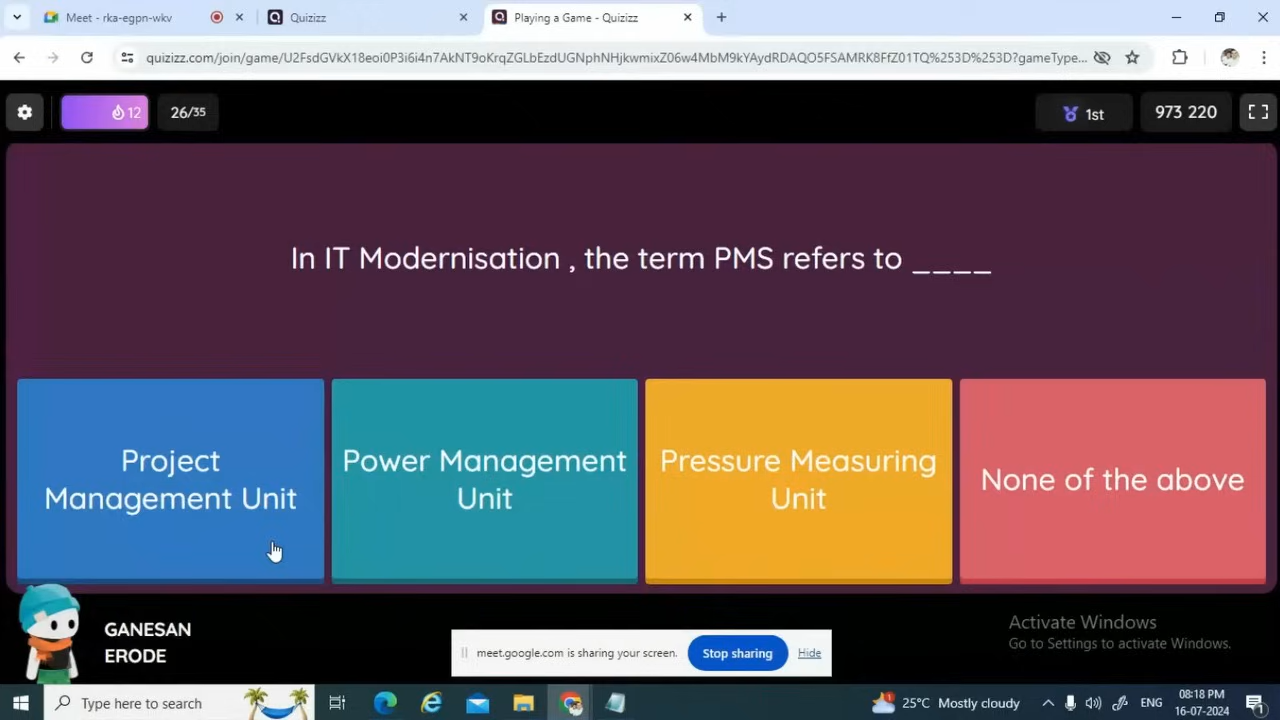 Meet - rka-egpn-wkv
Quizizz
Playing a Game - Quizizz
quizizz.com/join/game/U2FsdGVkX18eoi0P3i6i4n7AkNT9oKrqZGLbEzdUGNphNHjkwmixZ06w4MbM9kYAydRDAQO5FSAMRK8FfZ01TQ%253D%253D?gameType...
12
26/35
1st
973 220
In IT Modernisation , the term PMS refers to ____
Project
Management Unit
Power Management
Unit
Pressure Measuring
Unit
None of the above
GANESAN
ERODE
Activate Windows
Go to Settings to activate Windows.
meet.google.com is sharing your screen.
Stop sharing
Hide
Type here to search
25°C Mostly cloudy
ENG
08:18 PM
16-07-2024
1